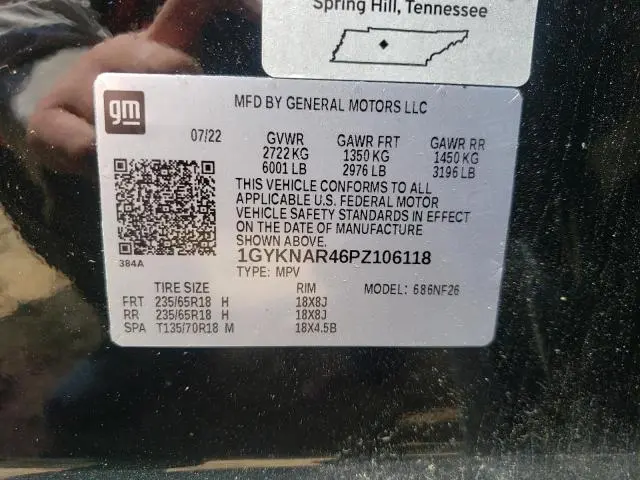 Spring Hill, Tennessee
gm
MFD BY GENERAL MOTORS LLC
07/22 GVWR GAWR FRT GAWR RR
2722 KG 1350 KG 1450 KG
6001 LB 2976 LB 3196 LB
THIS VEHICLE CONFORMS TO ALL
APPLICABLE U.S. FEDERAL MOTOR
VEHICLE SAFETY STANDARDS IN EFFECT
ON THE DATE OF MANUFACTURE
SHOWN ABOVE.
1GYKNAR46PZ106118
384A
TYPE: MPV
TIRE SIZE RIM MODEL: 686NF26
FRT 235/65R18 H 18X8J
RR 235/65R18 H 18X8J
SPA T135/70R18 M 18X4.5B